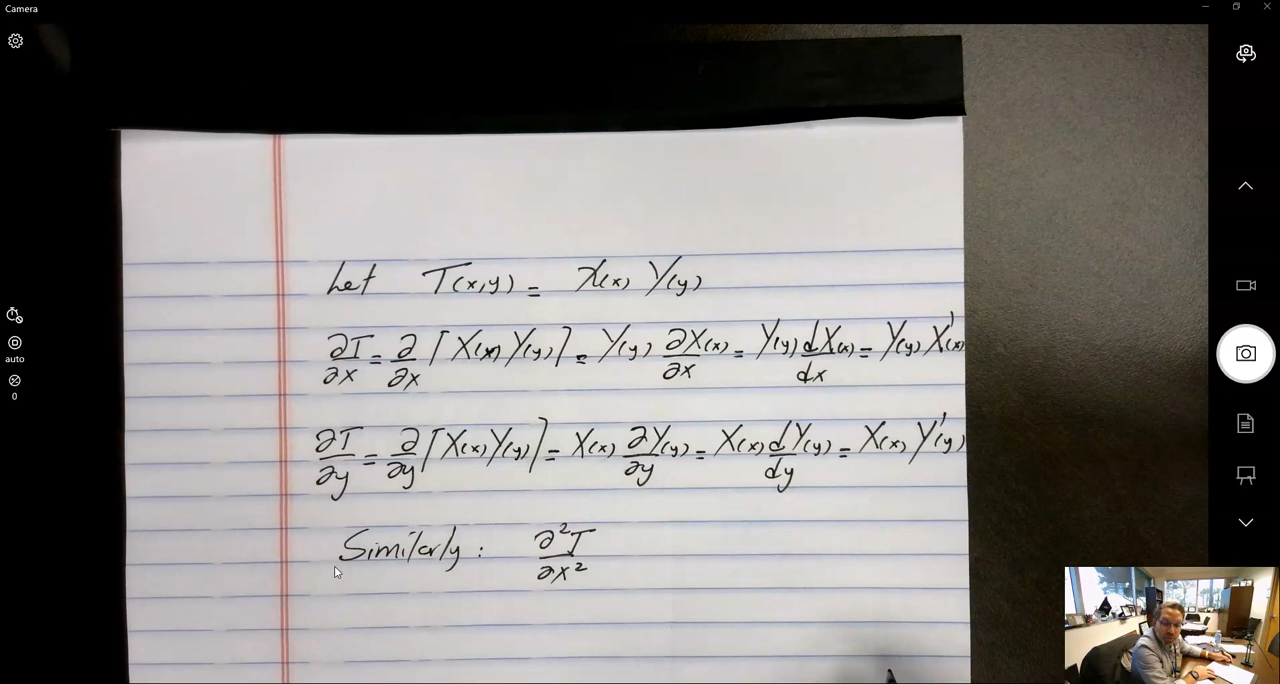 Camera
Let T(x,y) = X(x) Y(y)
∂T/∂x = ∂/∂x [X(x) Y(y)] = Y(y) ∂X(x)/∂x = Y(y) dX(x)/dx = Y(y) X'(x)
∂T/∂y = ∂/∂y [X(x) Y(y)] = X(x) ∂Y(y)/∂y = X(x) dY(y)/dy = X(x) Y'(y)
auto
0
Similarly : ∂²T/∂x²